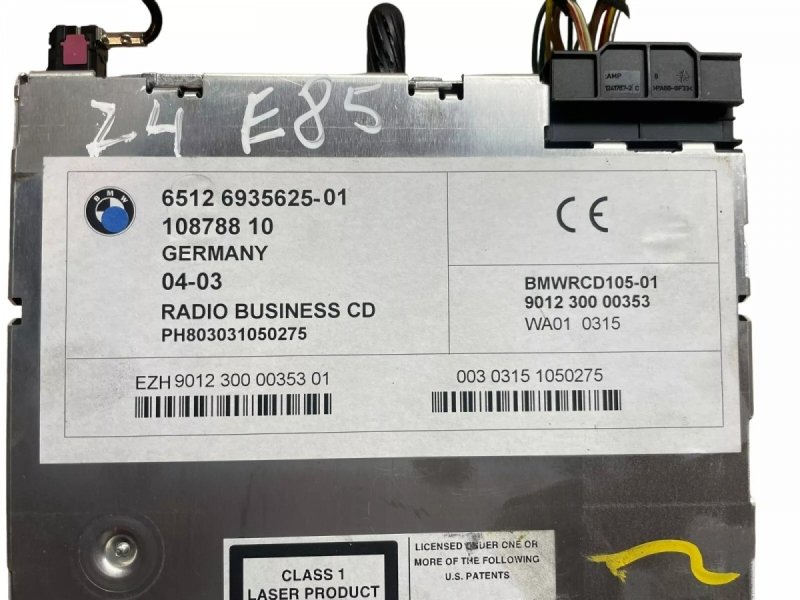 Z4 E85
AMP
BMW
6512 6935625-01
108788 10
GERMANY
04-03
RADIO BUSINESS CD
PH803031050275
CE
BMWRCD105-01
9012 300 00353
WA01 0315
EZH 9012 300 00353 01
003 0315 1050275
CLASS 1
LASER PRODUCT
LICENSED UNDER ONE OR
MORE OF THE FOLLOWING
U.S. PATENTS